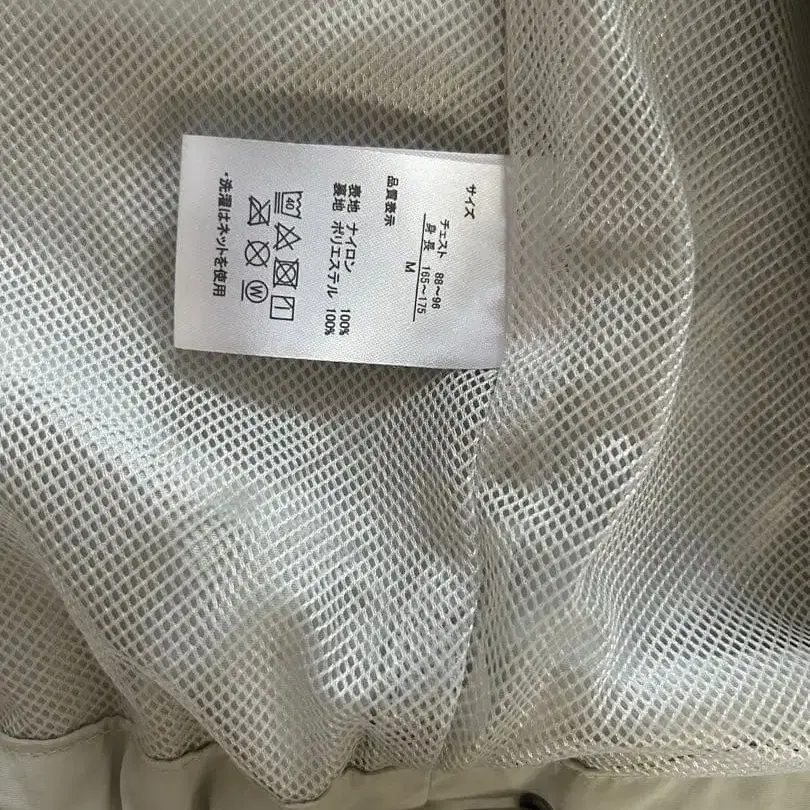 サイズ
チェスト 88～96
身長 165～175
M
品質表示
表地 ナイロン 100%
裏地 ポリエステル 100%
40
W
・洗濯はネットを使用